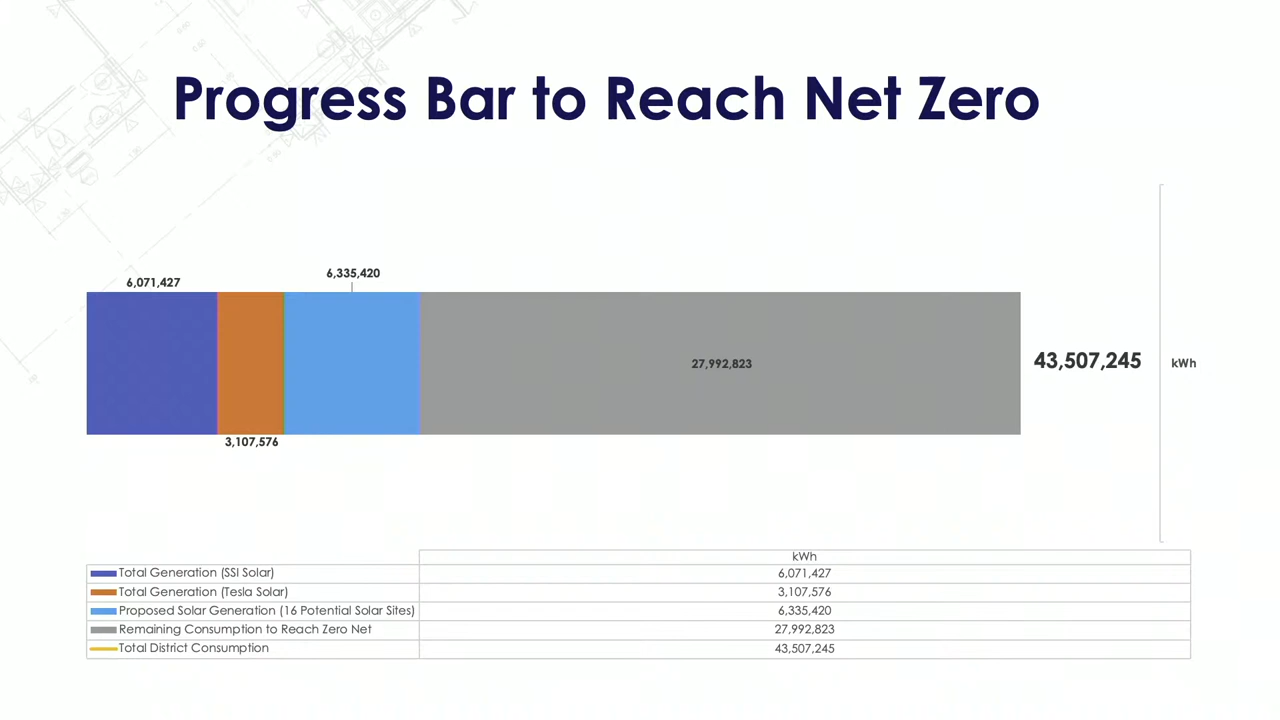 Progress Bar to Reach Net Zero
6,335,420
6,071,427
27,992,823
43,507,245
kWh
3,107,576
kWh
Total Generation (SSI Solar) 6,071,427
Total Generation (Tesla Solar) 3,107,576
Proposed Solar Generation (16 Potential Solar Sites) 6,335,420
Remaining Consumption to Reach Zero Net 27,992,823
Total District Consumption 43,507,245